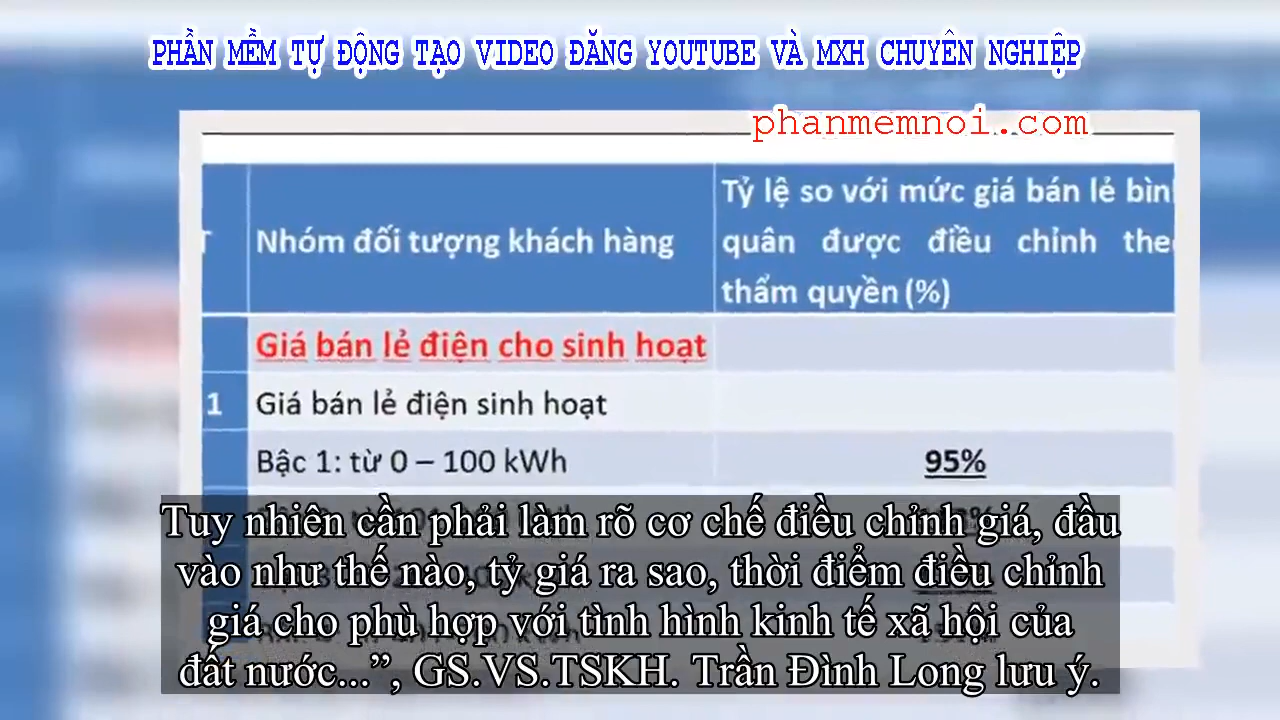 PHẦN MỀM TỰ ĐỘNG TẠO VIDEO ĐĂNG YOUTUBE VÀ MXH CHUYÊN NGHIỆP
phanmemnoi.com
Nhóm đối tượng khách hàng
Tỷ lệ so với mức giá bán lẻ
quân được điều chỉnh
thẩm quyền (%)
Giá bán lẻ điện cho sinh hoạt
1 Giá bán lẻ điện sinh hoạt
Bậc 1: từ 0 – 100 kWh 95%
Tuy nhiên cần phải làm rõ cơ chế điều chỉnh giá, đầu
vào như thế nào, tỷ giá ra sao, thời điểm điều chỉnh
giá cho phù hợp với tình hình kinh tế xã hội của
đất nước...”, GS.VS.TSKH. Trần Đình Long lưu ý.